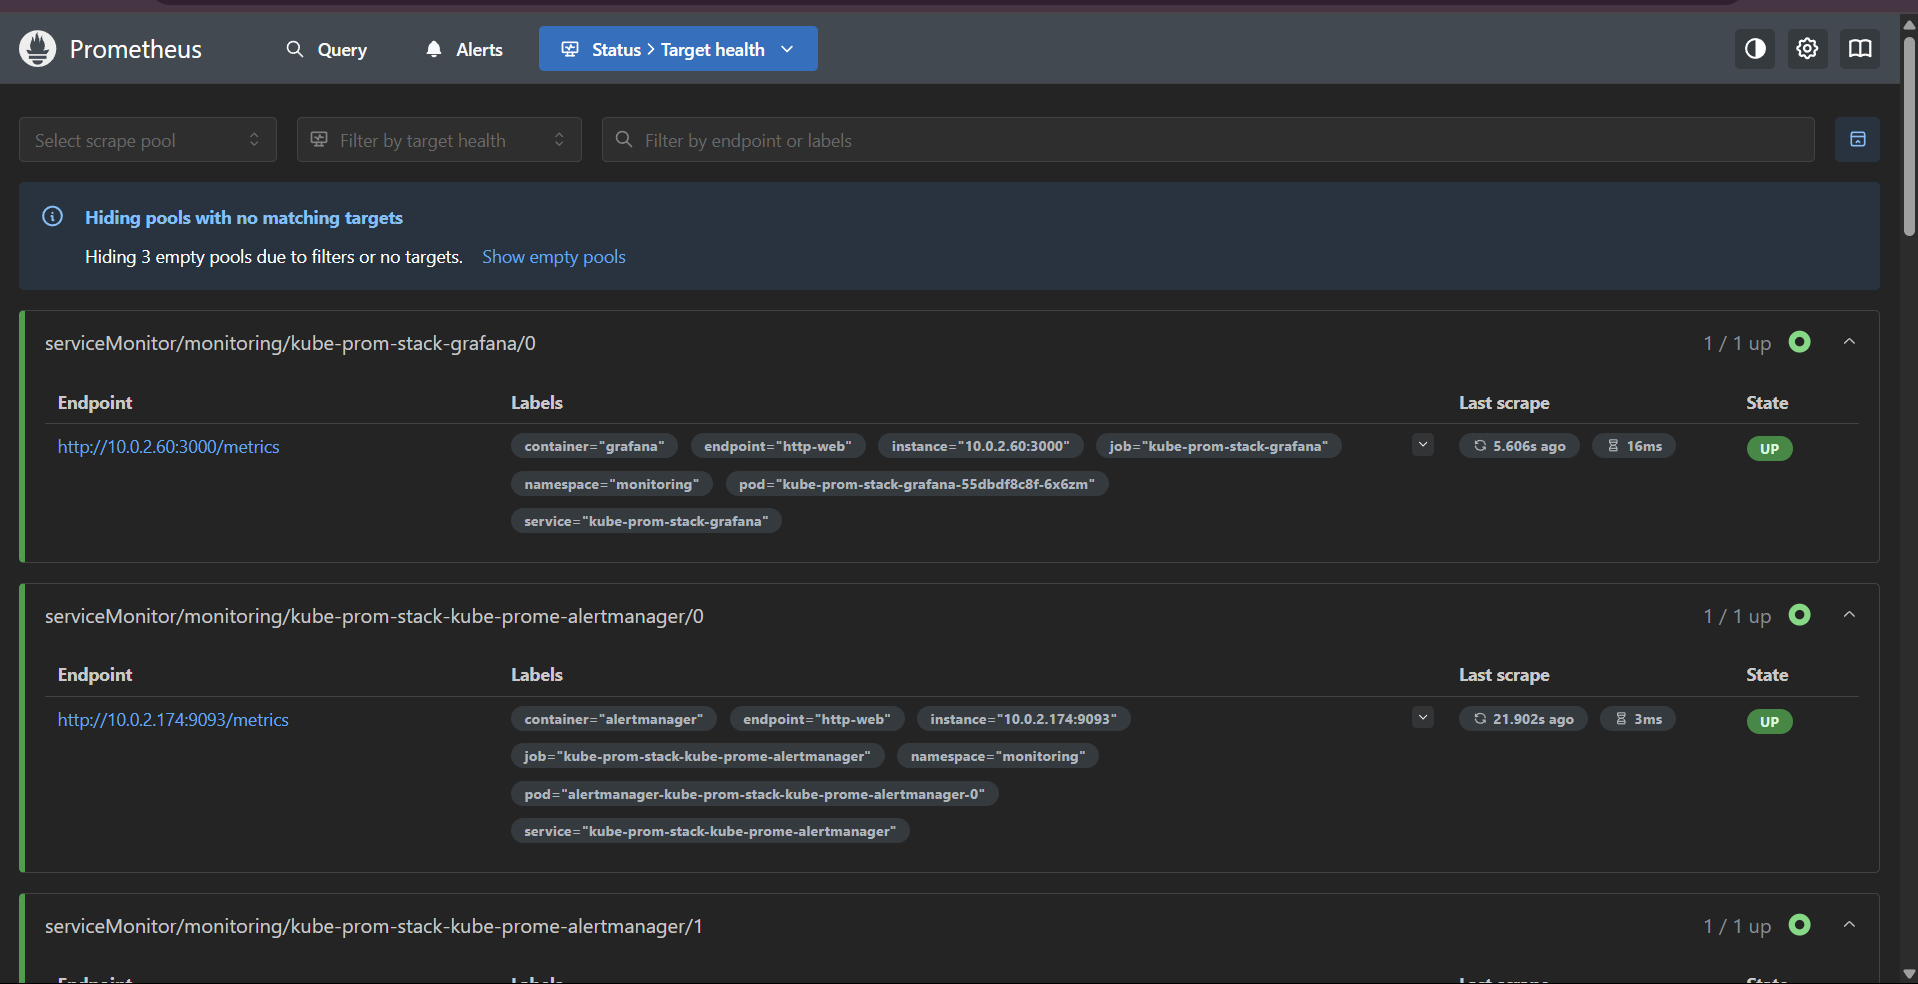 Prometheus Query Alerts Status > Target health
Select scrape pool Filter by target health Filter by endpoint or labels
Hiding pools with no matching targets
Hiding 3 empty pools due to filters or no targets. Show empty pools
serviceMonitor/monitoring/kube-prom-stack-grafana/0 1 / 1 up
Endpoint Labels Last scrape State
http://10.0.2.60:3000/metrics container="grafana" endpoint="http-web" instance="10.0.2.60:3000" job="kube-prom-stack-grafana" 5.606s ago 16ms UP
namespace="monitoring" pod="kube-prom-stack-grafana-55dbdf8c8f-6x6zm"
service="kube-prom-stack-grafana"
serviceMonitor/monitoring/kube-prom-stack-kube-prome-alertmanager/0 1 / 1 up
Endpoint Labels Last scrape State
http://10.0.2.174:9093/metrics container="alertmanager" endpoint="http-web" instance="10.0.2.174:9093" 21.902s ago 3ms UP
job="kube-prom-stack-kube-prome-alertmanager" namespace="monitoring"
pod="alertmanager-kube-prom-stack-kube-prome-alertmanager-0"
service="kube-prom-stack-kube-prome-alertmanager"
serviceMonitor/monitoring/kube-prom-stack-kube-prome-alertmanager/1 1 / 1 up
Endpoint Labels Last scrape State